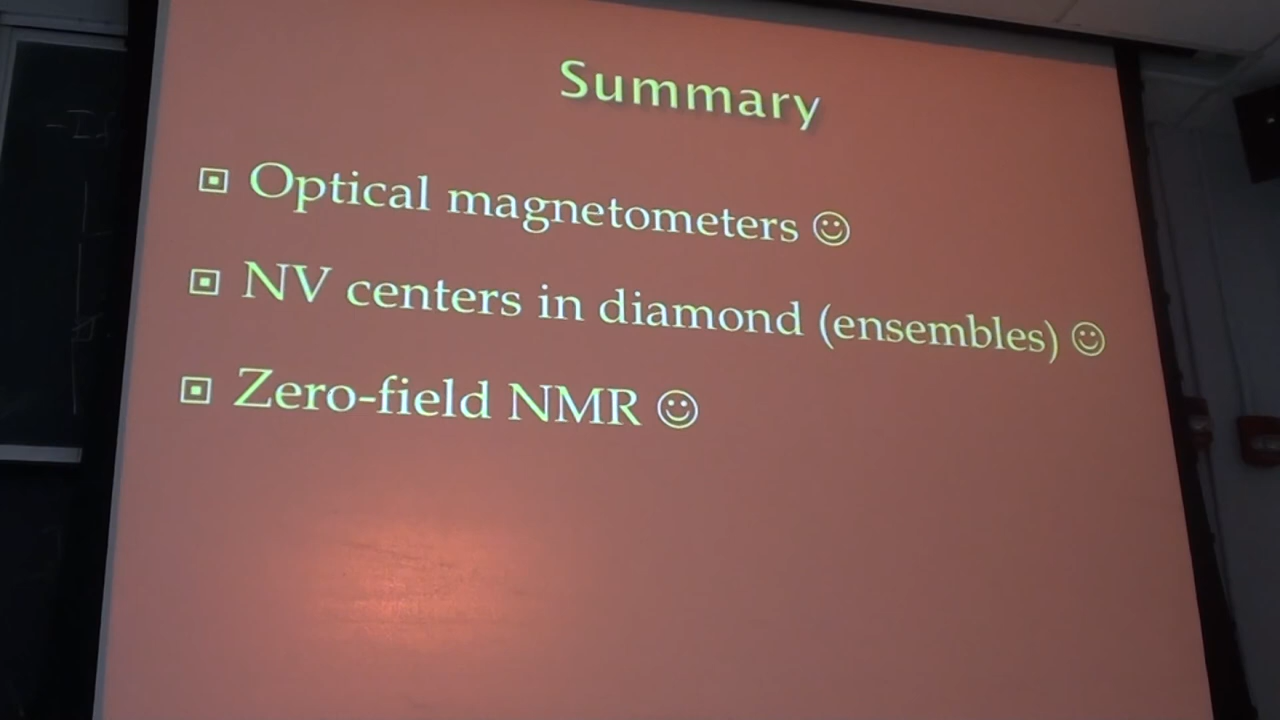 Summary
Optical magnetometers ☺
NV centers in diamond (ensembles) ☺
Zero-field NMR ☺